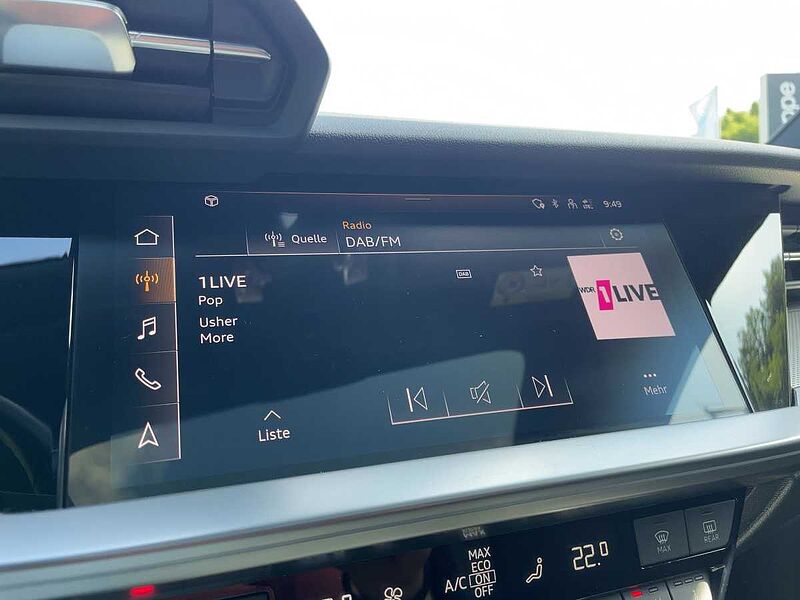 ppe
9:49
Radio
Quelle
DAB/FM
1LIVE
DAB
Pop
WDR 1LIVE
Usher
More
Mehr
Liste
MAX
ECO
A/C ON
OFF
22.0
MAX
REAR